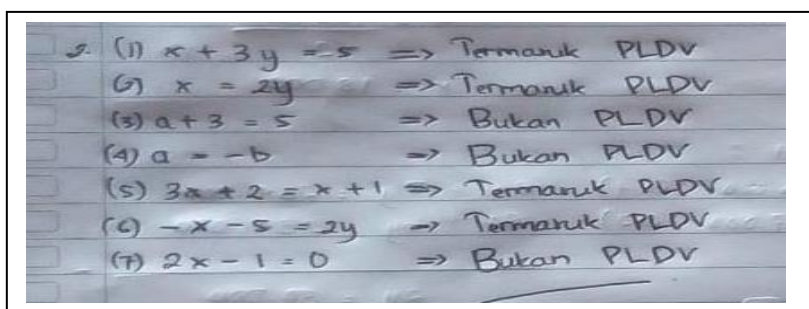 2. (1) x + 3y = -5 => Termasuk PLDV
(2) x = 2y => Termasuk PLDV
(3) a + 3 = 5 => Bukan PLDV
(4) a = -b => Bukan PLDV
(5) 3x + 2 = x + 1 => Termasuk PLDV
(6) -x - 5 = 2y => Termasuk PLDV
(7) 2x - 1 = 0 => Bukan PLDV